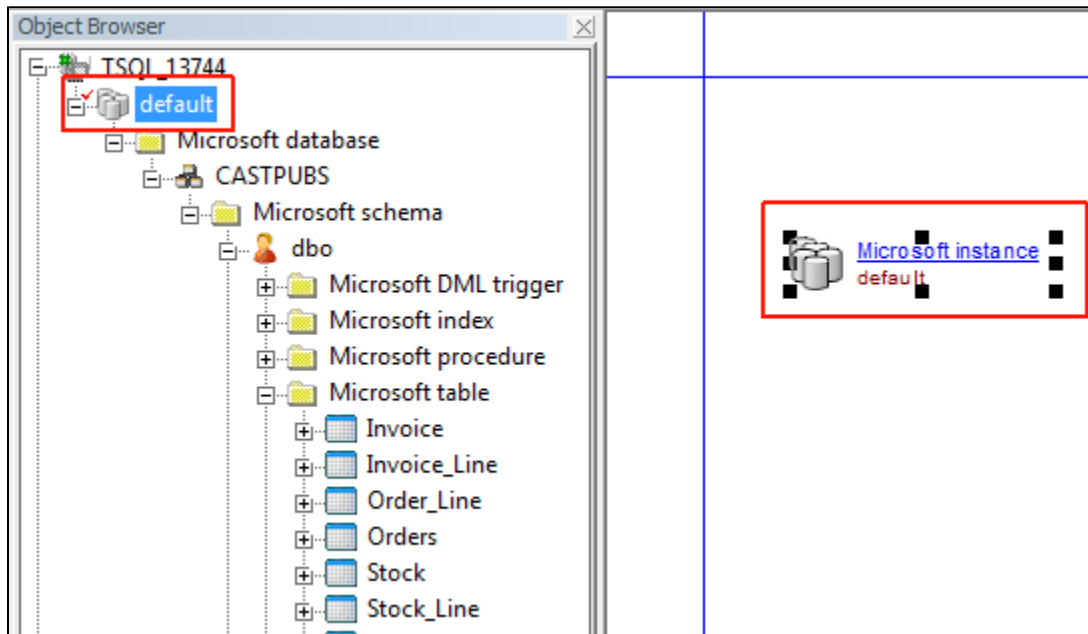 Object Browser
TSQL_13744
default
Microsoft database
CASTPUBS
Microsoft schema
dbo
Microsoft DML trigger
Microsoft index
Microsoft procedure
Microsoft table
Invoice
Invoice_Line
Order_Line
Orders
Stock
Stock_Line
Microsoft instance
default